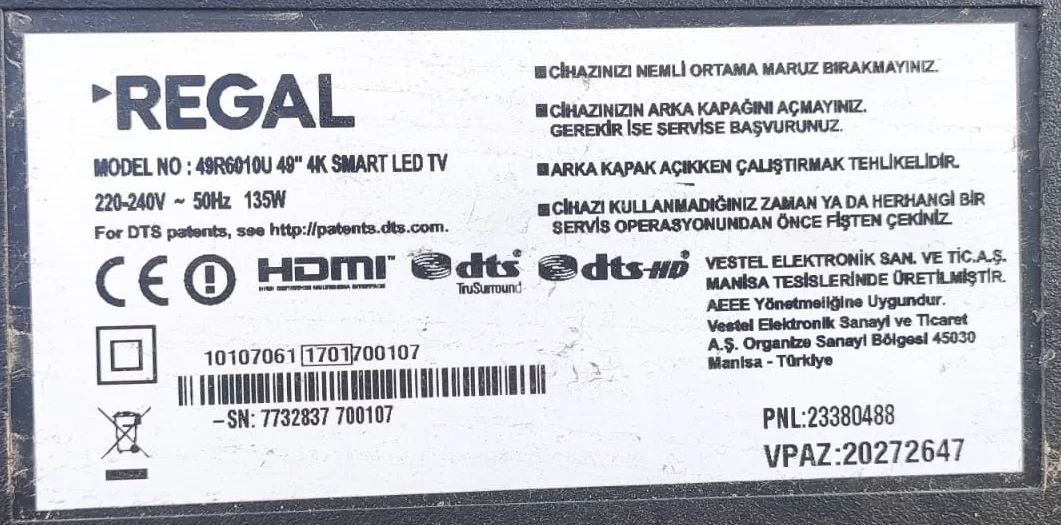 REGAL
MODEL NO : 49R6010U 49" 4K SMART LED TV
220-240V ~ 50Hz 135W
For DTS patents, see http://patents.dts.com.
CE HDMI dts dts-HD
TruSurround
10107061 1701 700107
-SN: 7732837 700107
CİHAZINIZI NEMLİ ORTAMA MARUZ BIRAKMAYINIZ.
CİHAZINIZIN ARKA KAPAĞINI AÇMAYINIZ.
GEREKİR İSE SERVİSE BAŞVURUNUZ.
ARKA KAPAK AÇIKKEN ÇALIŞTIRMAK TEHLİKELİDİR.
CİHAZI KULLANMADIĞINIZ ZAMAN YA DA HERHANGİ BİR
SERVİS OPERASYONUNDAN ÖNCE FİŞTEN ÇEKİNİZ.
VESTEL ELEKTRONİK SAN. VE TİC.A.Ş.
MANİSA TESİSLERİNDE ÜRETİLMİŞTİR.
AEEE Yönetmeliğine Uygundur.
Vestel Elektronik Sanayi ve Ticaret
A.Ş. Organize Sanayi Bölgesi 45030
Manisa - Türkiye
PNL:23380488
VPAZ:20272647